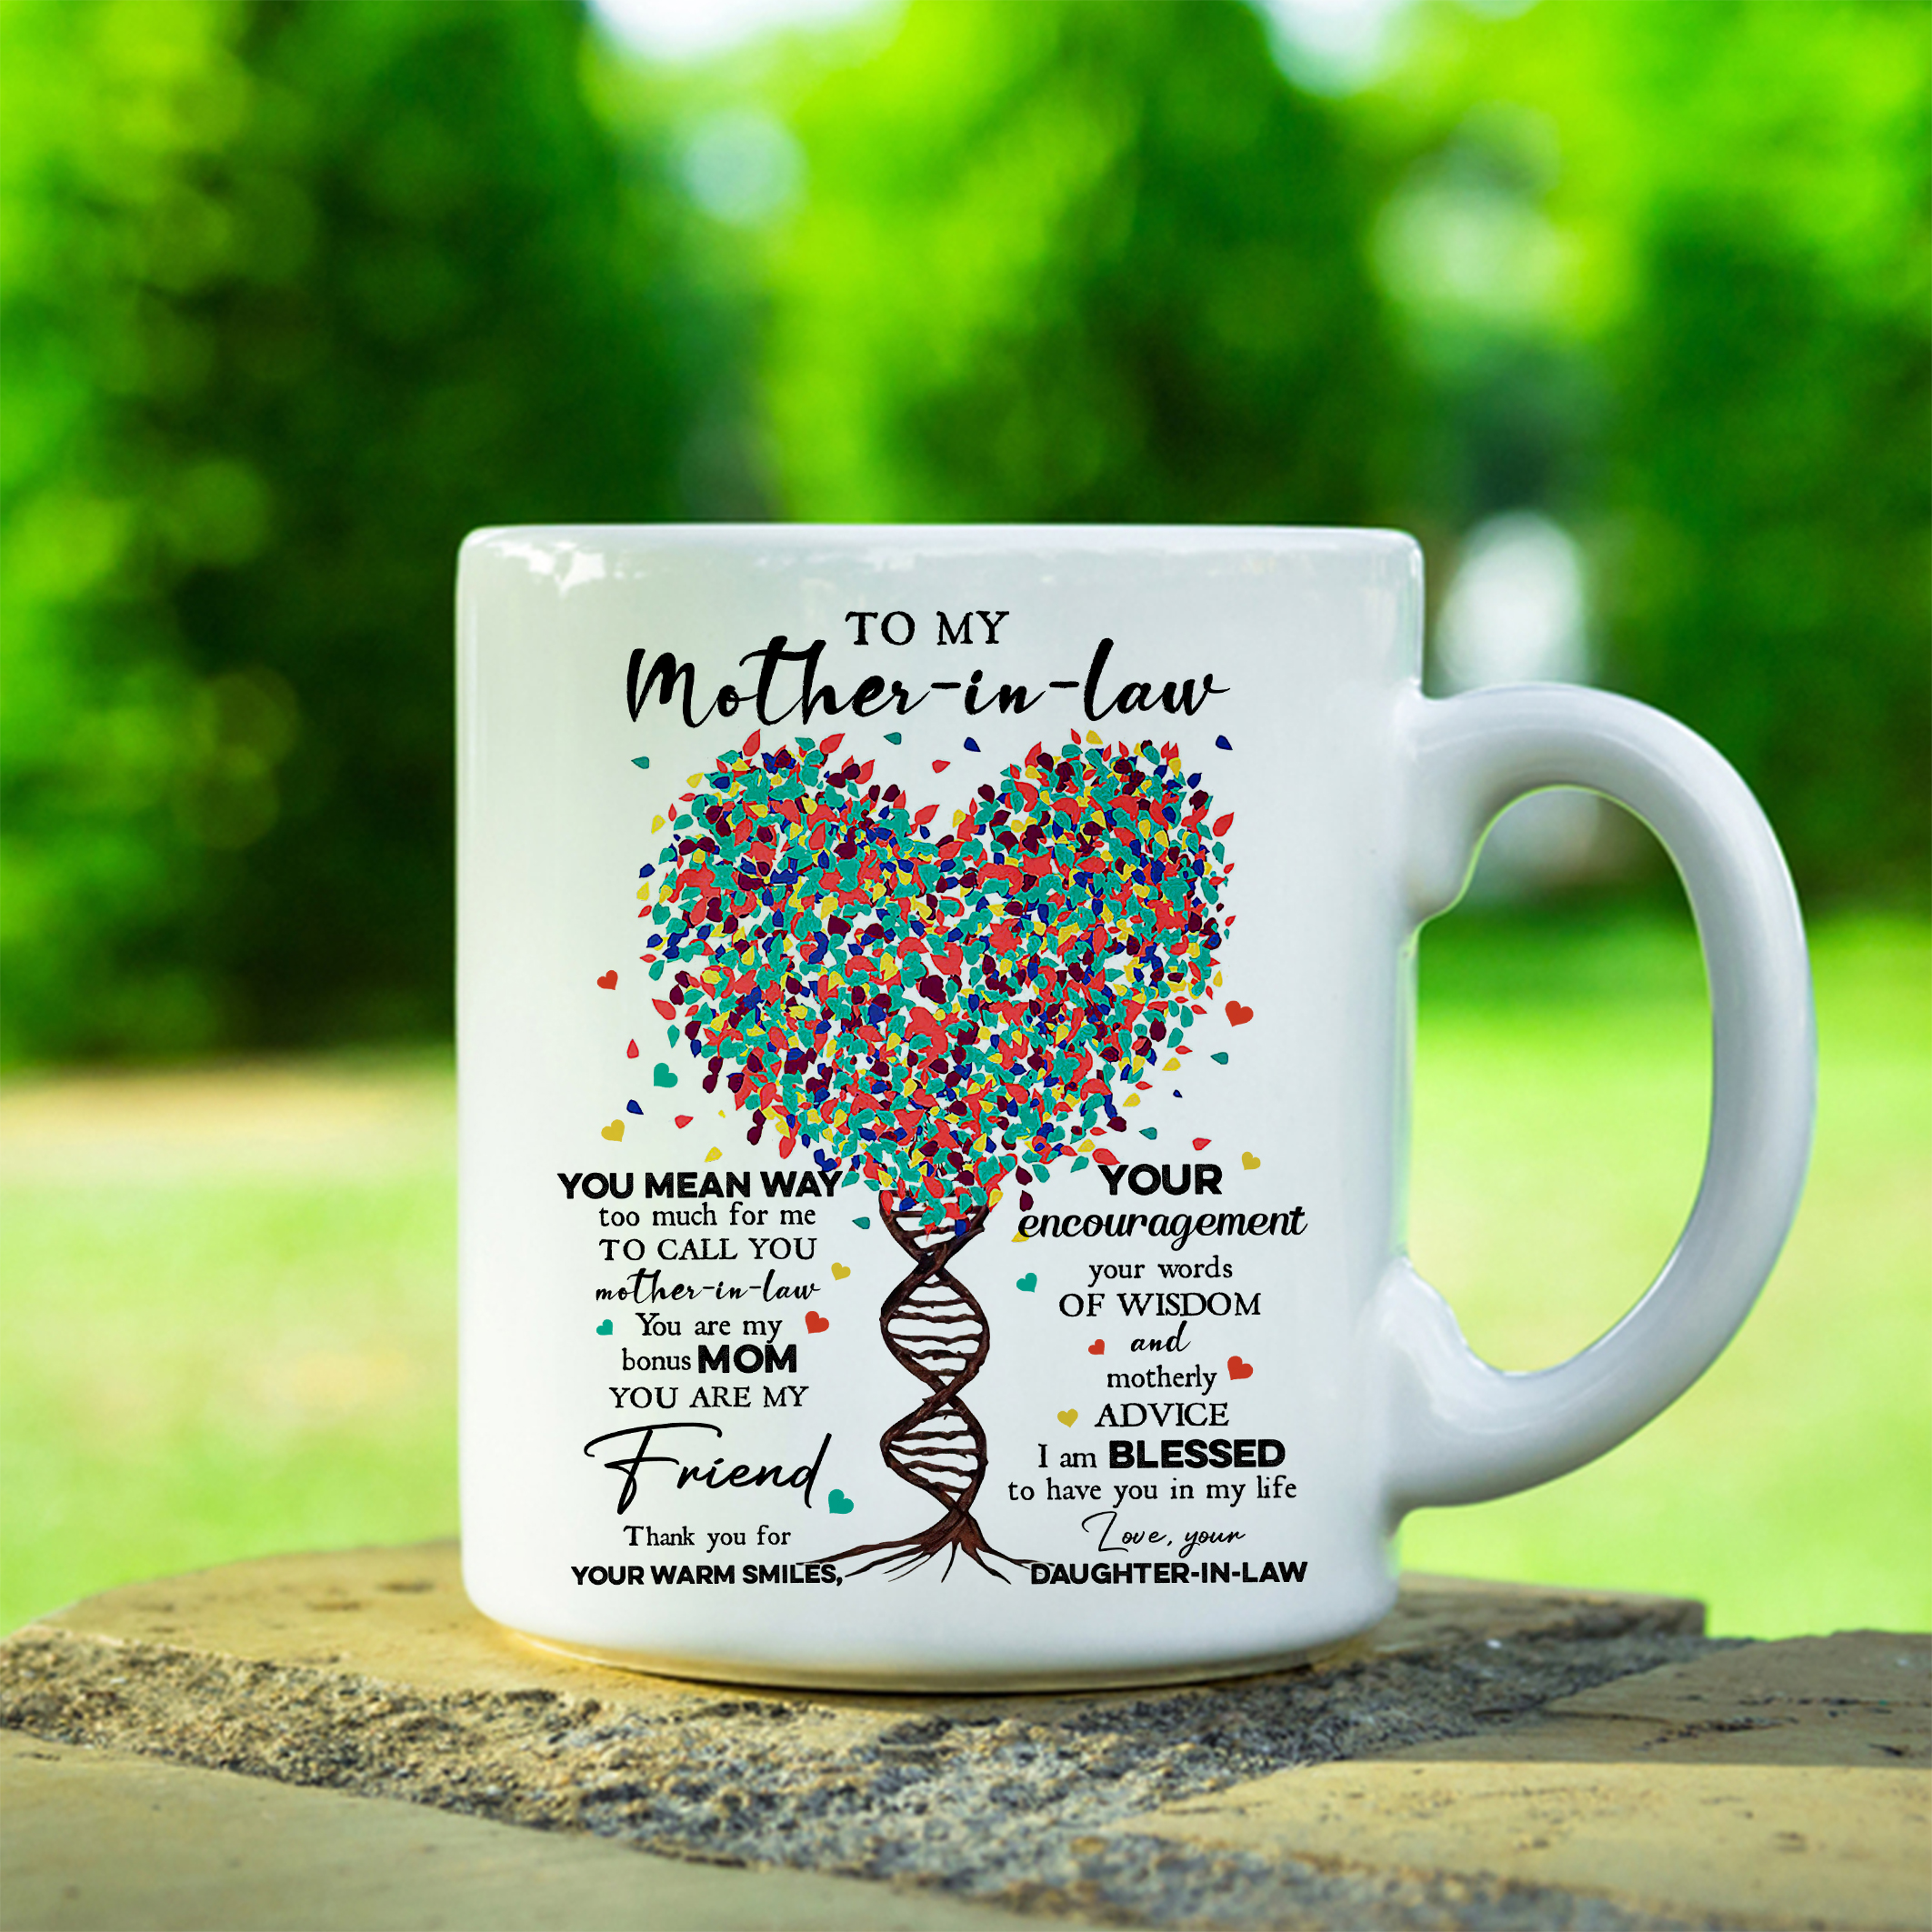 TO MY
Mother-in-law
YOU MEAN WAY
too much for me
TO CALL YOU
mother-in-law
You are my
bonus MOM
YOU ARE MY
Friend
Thank you for
YOUR WARM SMILES,
YOUR
encouragement
your words
OF WISDOM
and
motherly
ADVICE
I am BLESSED
to have you in my life
Love, your
DAUGHTER-IN-LAW